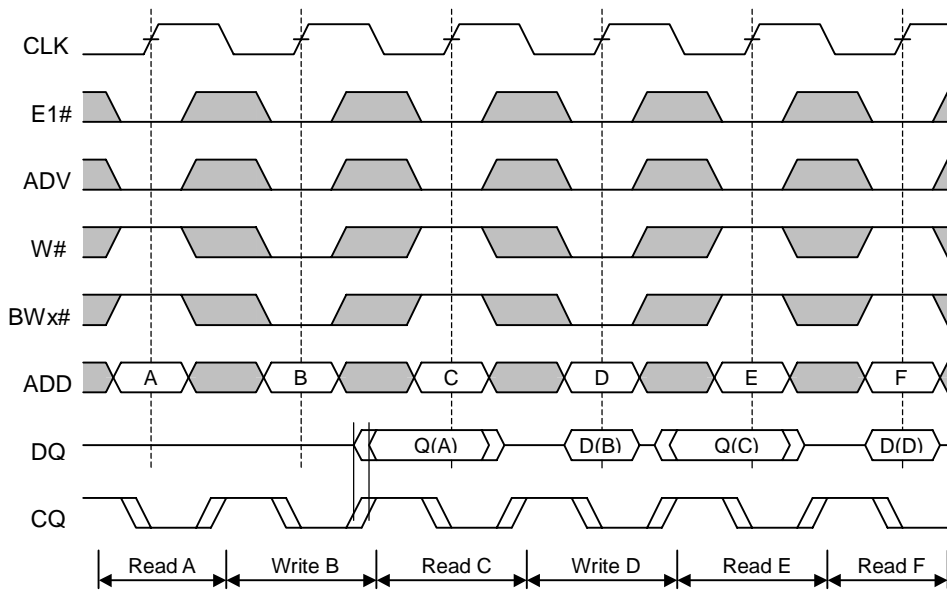 CLK
E1#
ADV
W#
BWx#
ADD A B C D E F
DQ Q(A) D(B) Q(C) D(D)
CQ
Read A Write B Read C Write D Read E Read F